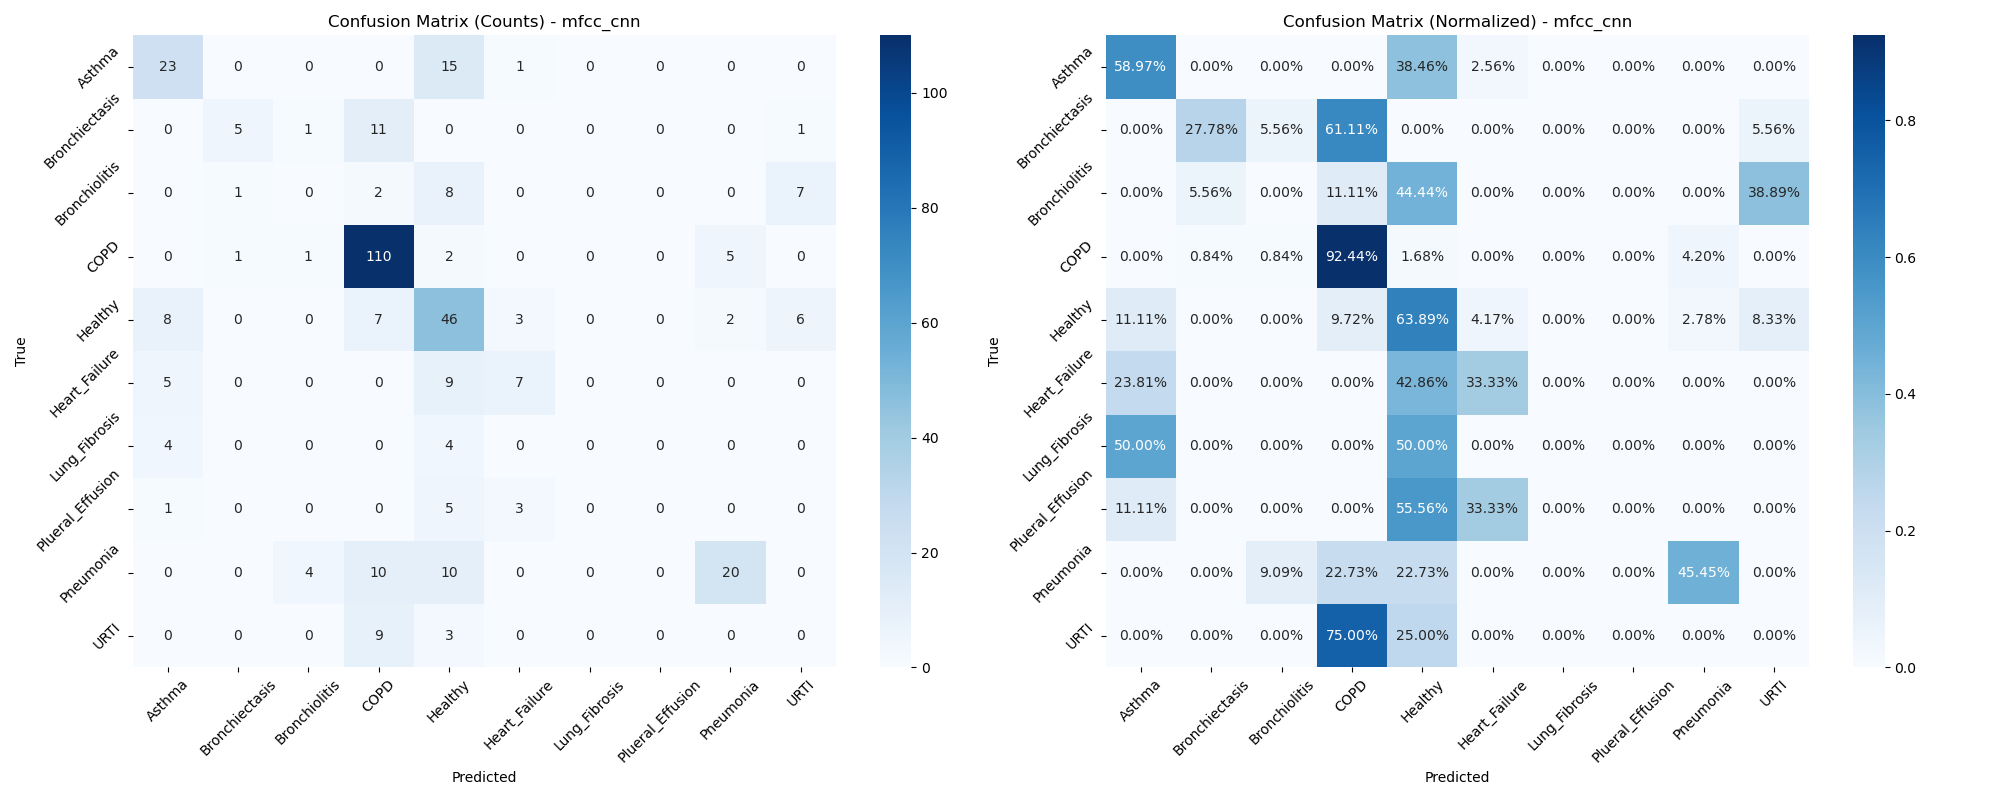 Confusion Matrix (Counts) - mfcc_cnn
True
Asthma 23 0 0 0 15 1 0 0 0 0
Bronchiectasis 0 5 1 11 0 0 0 0 0 1
Bronchiolitis 0 1 0 2 8 0 0 0 0 7
COPD 0 1 1 110 2 0 0 0 5 0
Healthy 8 0 0 7 46 3 0 0 2 6
Heart_Failure 5 0 0 0 9 7 0 0 0 0
Lung_Fibrosis 4 0 0 0 4 0 0 0 0 0
Plueral_Effusion 1 0 0 0 5 3 0 0 0 0
Pneumonia 0 0 4 10 10 0 0 0 20 0
URTI 0 0 0 9 3 0 0 0 0 0
Asthma Bronchiectasis Bronchiolitis COPD Healthy Heart_Failure Lung_Fibrosis Plueral_Effusion Pneumonia URTI
Predicted
100
80
60
40
20
0
Confusion Matrix (Normalized) - mfcc_cnn
True
Asthma 58.97% 0.00% 0.00% 0.00% 38.46% 2.56% 0.00% 0.00% 0.00% 0.00%
Bronchiectasis 0.00% 27.78% 5.56% 61.11% 0.00% 0.00% 0.00% 0.00% 0.00% 5.56%
Bronchiolitis 0.00% 5.56% 0.00% 11.11% 44.44% 0.00% 0.00% 0.00% 0.00% 38.89%
COPD 0.00% 0.84% 0.84% 92.44% 1.68% 0.00% 0.00% 0.00% 4.20% 0.00%
Healthy 11.11% 0.00% 0.00% 9.72% 63.89% 4.17% 0.00% 0.00% 2.78% 8.33%
Heart_Failure 23.81% 0.00% 0.00% 0.00% 42.86% 33.33% 0.00% 0.00% 0.00% 0.00%
Lung_Fibrosis 50.00% 0.00% 0.00% 0.00% 50.00% 0.00% 0.00% 0.00% 0.00% 0.00%
Plueral_Effusion 11.11% 0.00% 0.00% 0.00% 55.56% 33.33% 0.00% 0.00% 0.00% 0.00%
Pneumonia 0.00% 0.00% 9.09% 22.73% 22.73% 0.00% 0.00% 0.00% 45.45% 0.00%
URTI 0.00% 0.00% 0.00% 75.00% 25.00% 0.00% 0.00% 0.00% 0.00% 0.00%
Asthma Bronchiectasis Bronchiolitis COPD Healthy Heart_Failure Lung_Fibrosis Plueral_Effusion Pneumonia URTI
Predicted
0.8
0.6
0.4
0.2
0.0